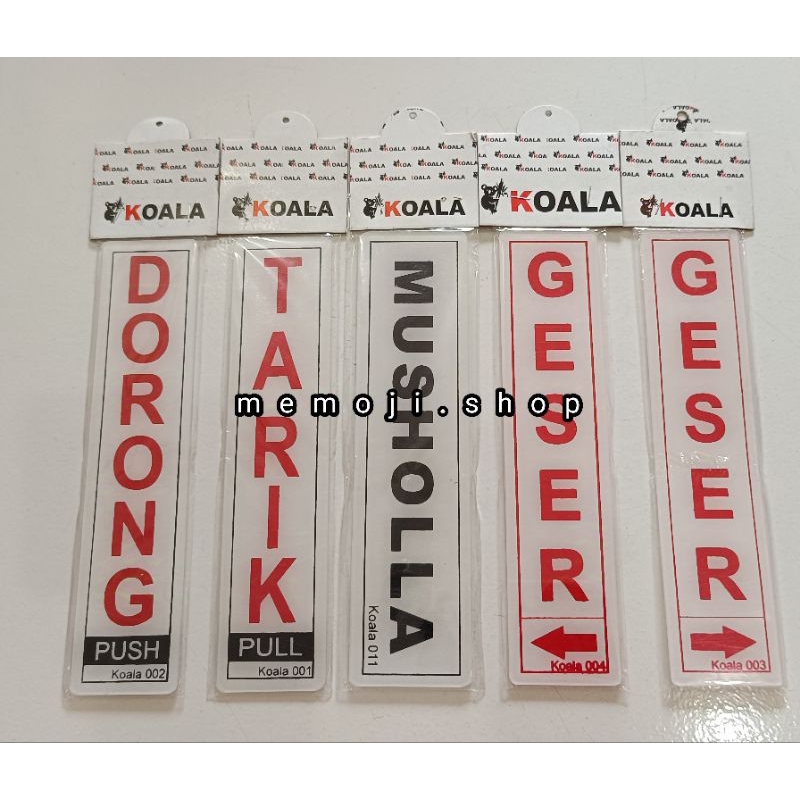 KOALA
DORONG
PUSH
Koala 002
KOALA
TARIK
PULL
Koala 001
KOALA
MUSHOLLA
Koala 011
KOALA
GESER
Koala 004
KOALA
GESER
Koala 003
memoji.shop